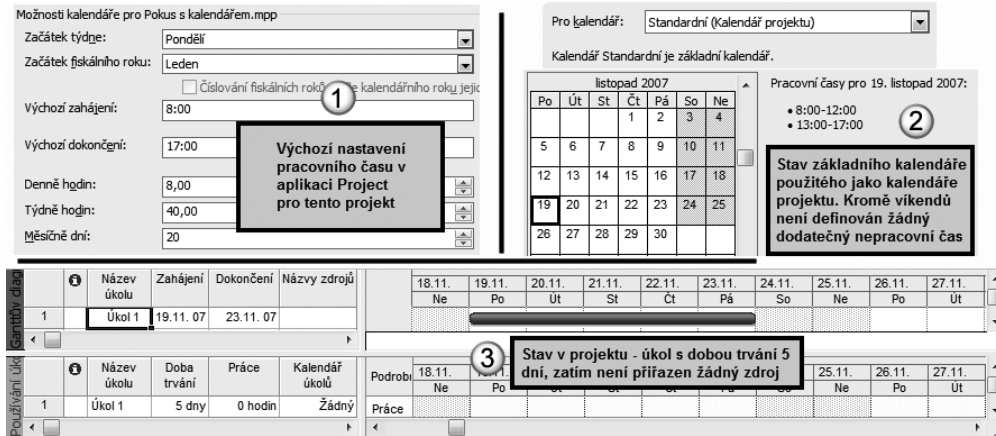 Možnosti kalendáře pro Pokus s kalendářem.mpp
Začátek týdne: Pondělí
Začátek fiskálního roku: Leden
Číslování fiskálních roků kalendářního roku jejic
1
Výchozí zahájení: 8:00
Výchozí dokončení: 17:00
Denně hodin: 8,00
Týdně hodin: 40,00
Měsíčně dní: 20
Výchozí nastavení
pracovního času v
aplikaci Project
pro tento projekt
Pro kalendář: Standardní (Kalendář projektu)
Kalendář Standardní je základní kalendář.
listopad 2007
Po Út St Čt Pá So Ne
1 2 3 4
5 6 7 8 9 10 11
12 13 14 15 16 17 18
19 20 21 22 23 24 25
26 27 28 29 30
Pracovní časy pro 19. listopad 2007:
• 8:00-12:00
• 13:00-17:00
2
Stav základního kalendáře
použitého jako kalendáře
projektu. Kromě víkendů
není definován žádný
dodatečný nepracovní čas
Ganttův diag
Název úkolu Zahájení Dokončení Názvy zdrojů
1 Úkol 1 19.11. 07 23.11. 07
18.11. 19.11. 20.11. 21.11. 22.11. 23.11. 24.11. 25.11. 26.11. 27.11.
Ne Po Út St Čt Pá So Ne Po Út
3
Stav v projektu - úkol s dobou trvání 5
dní, zatím není přiřazen žádný zdroj
Používání úko
Název úkolu Doba trvání Práce Kalendář úkolů
1 Úkol 1 5 dny 0 hodin Žádný
Podrobn 18.11. 25.11. 26.11. 27.11.
Ne Po Út St Čt Pá So Ne Po Út
Práce